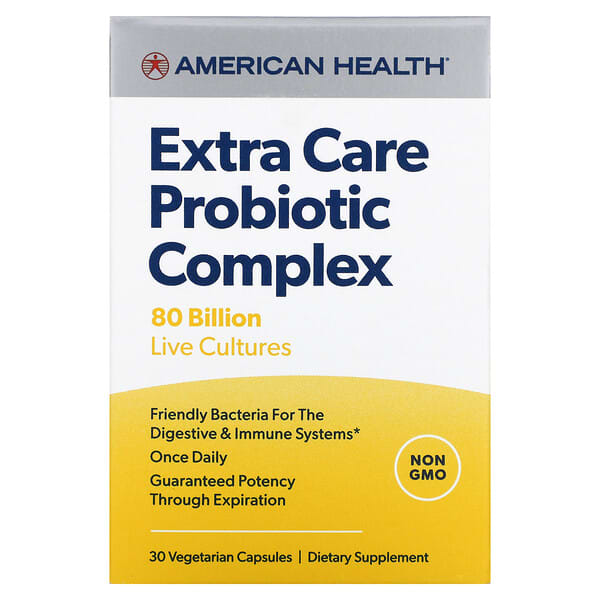 AMERICAN HEALTH®
Extra Care
Probiotic
Complex
80 Billion
Live Cultures
Friendly Bacteria For The
Digestive & Immune Systems*
Once Daily
Guaranteed Potency
Through Expiration
NON
GMO
30 Vegetarian Capsules | Dietary Supplement